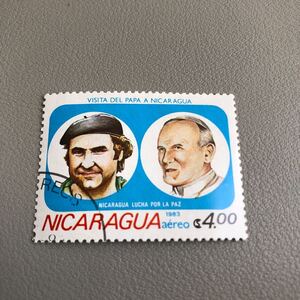 VISITA DEL PAPA A NICARAGUA
NICARAGUA LUCHA POR LA PAZ
1983
NICARAGUA aéreo ₡4.00